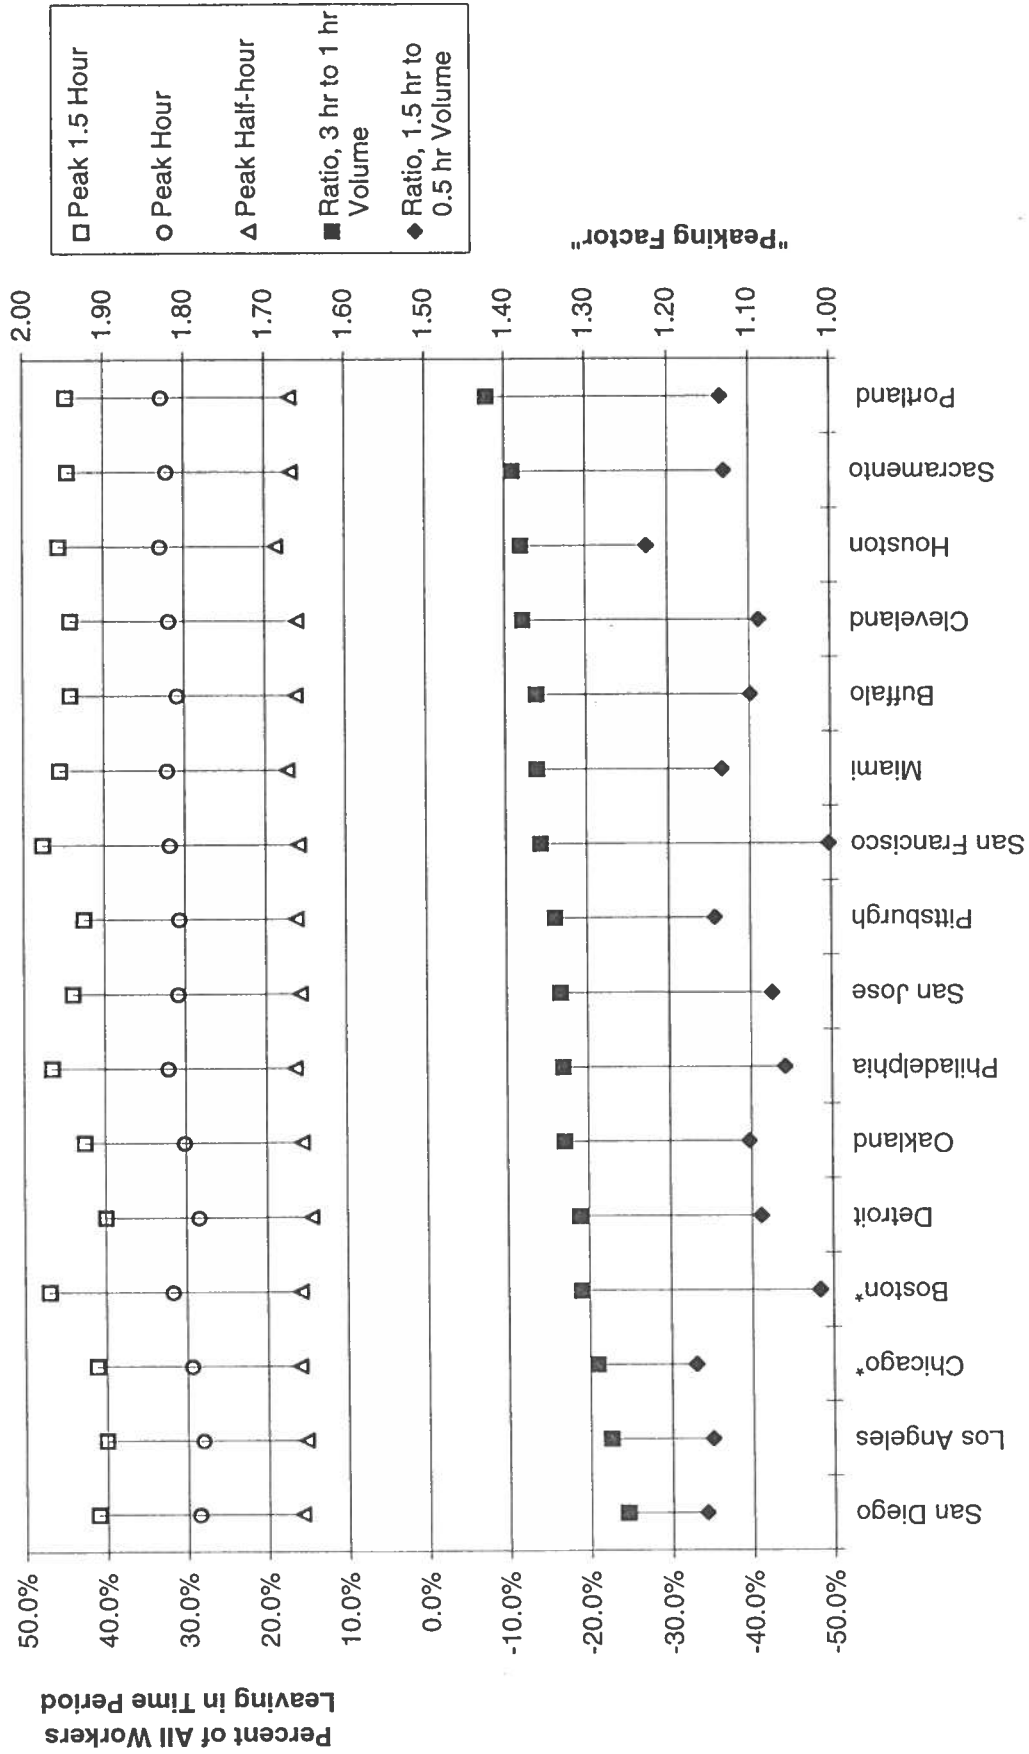 Peak 1.5 Hour
Peak Hour
Peak Half-hour
Ratio, 3 hr to 1 hr
Volume
Ratio, 1.5 hr to
0.5 hr Volume
Percent of All Workers
Leaving in Time Period
50.0%
40.0%
30.0%
20.0%
10.0%
0.0%
-10.0%
-20.0%
-30.0%
-40.0%
-50.0%
2.00
1.90
1.80
1.70
1.60
1.50
1.40
1.30
1.20
1.10
1.00
"Peaking Factor"
San Diego
Los Angeles
Chicago*
Boston*
Detroit
Oakland
Philadelphia
San Jose
Pittsburgh
San Francisco
Miami
Buffalo
Cleveland
Houston
Sacramento
Portland